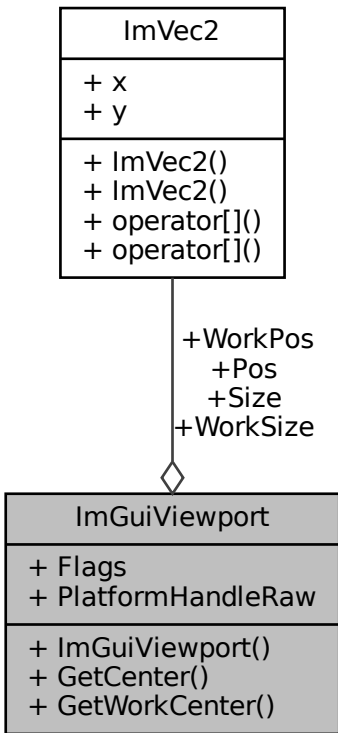 ImVec2
+ x
+ y
+ ImVec2()
+ ImVec2()
+ operator[]()
+ operator[]()
+WorkPos
+Pos
+Size
+WorkSize
ImGuiViewport
+ Flags
+ PlatformHandleRaw
+ ImGuiViewport()
+ GetCenter()
+ GetWorkCenter()